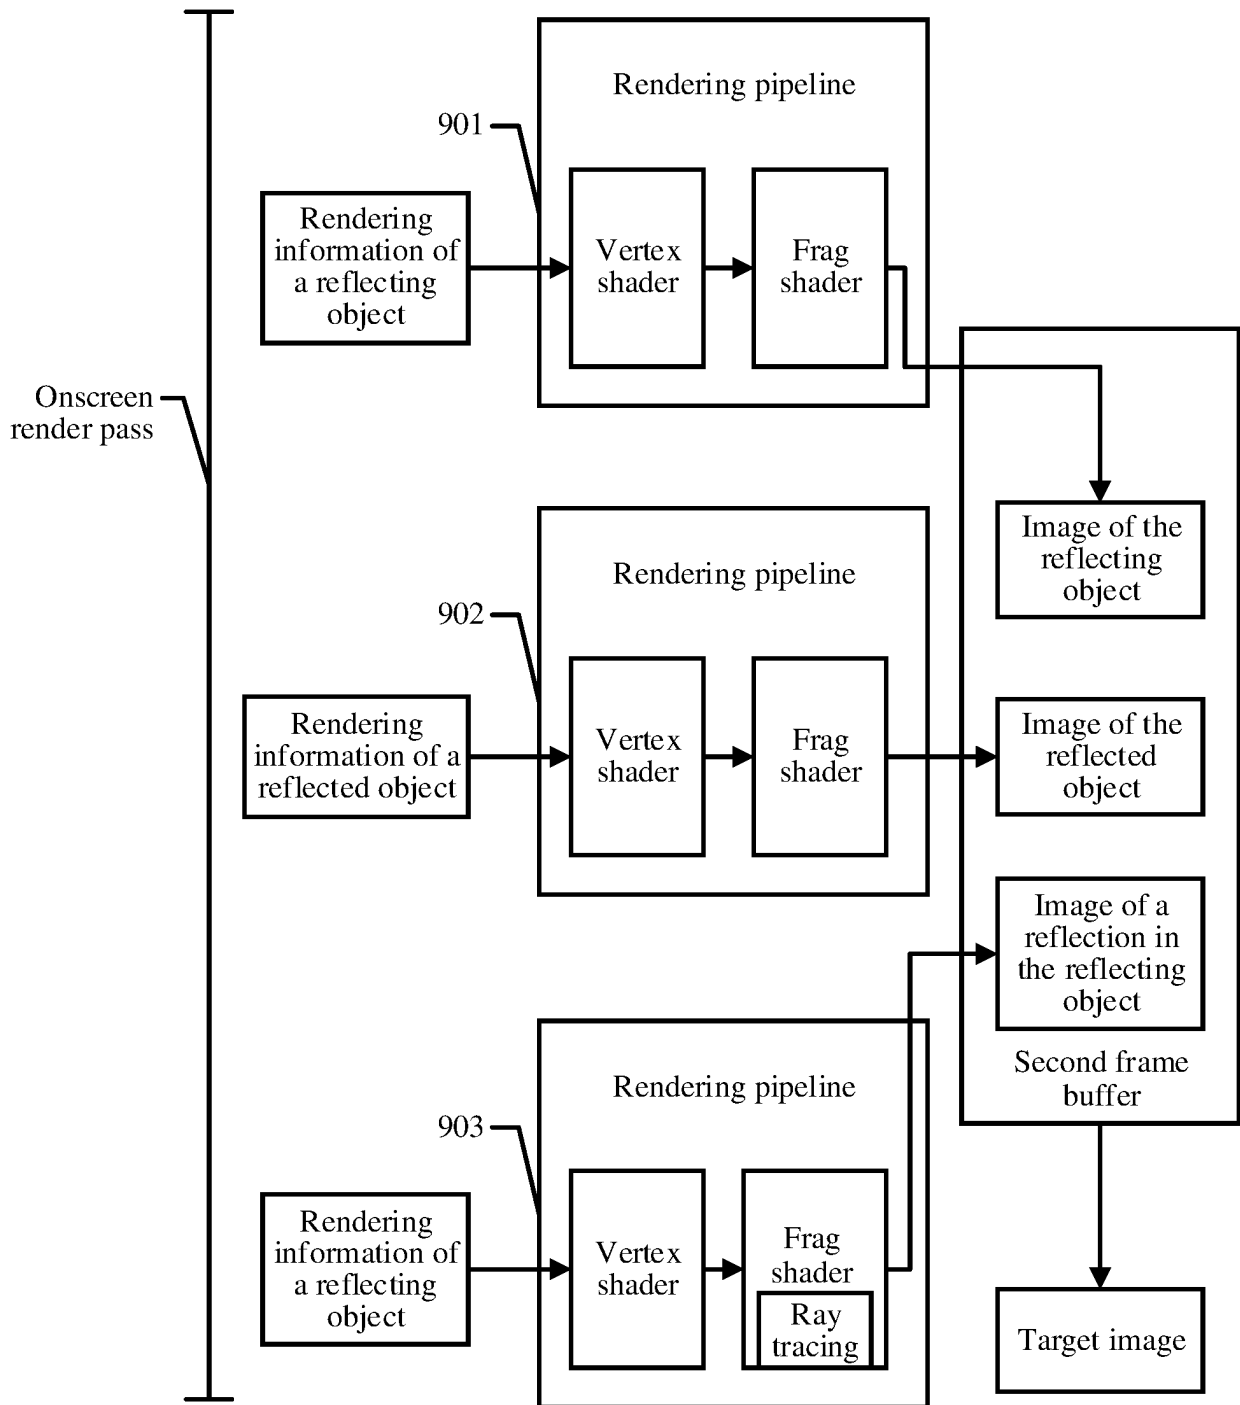 Rendering pipeline
901
Rendering
information of
a reflecting
object
Vertex
shader
Frag
shader
Onscreen
render pass
Image of the
reflecting
object
Rendering pipeline
902
Rendering
information of a
reflected object
Vertex
shader
Frag
shader
Image of the
reflected
object
Image of a
reflection in
the reflecting
object
Second frame
buffer
Rendering pipeline
903
Rendering
information of
a reflecting
object
Vertex
shader
Frag
shader
Ray
tracing
Target image